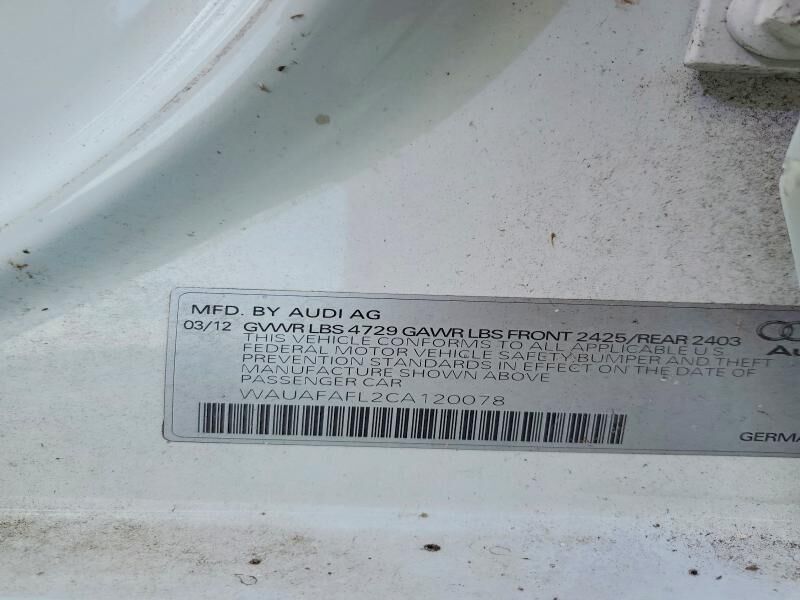 MFD. BY AUDI AG
03/12 GVWR LBS 4729 GAWR LBS FRONT 2425/REAR 2403
THIS VEHICLE CONFORMS TO ALL APPLICABLE U.S.
FEDERAL MOTOR VEHICLE SAFETY,BUMPER AND THEFT
PREVENTION STANDARDS IN EFFECT ON THE DATE OF
MANUFACTURE SHOWN ABOVE
PASSENGER CAR
WAUAFAFL2CA120078